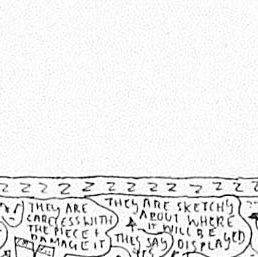 Z Z Z Z Z Z Z Z Z Z Z Z Z
THEY ARE
CARELESS WITH
THE PIECE &
DAMAGE IT
THEY ARE SKETCHY
ABOUT WHERE
IT WILL BE
DISPLAYED
THEY SAY